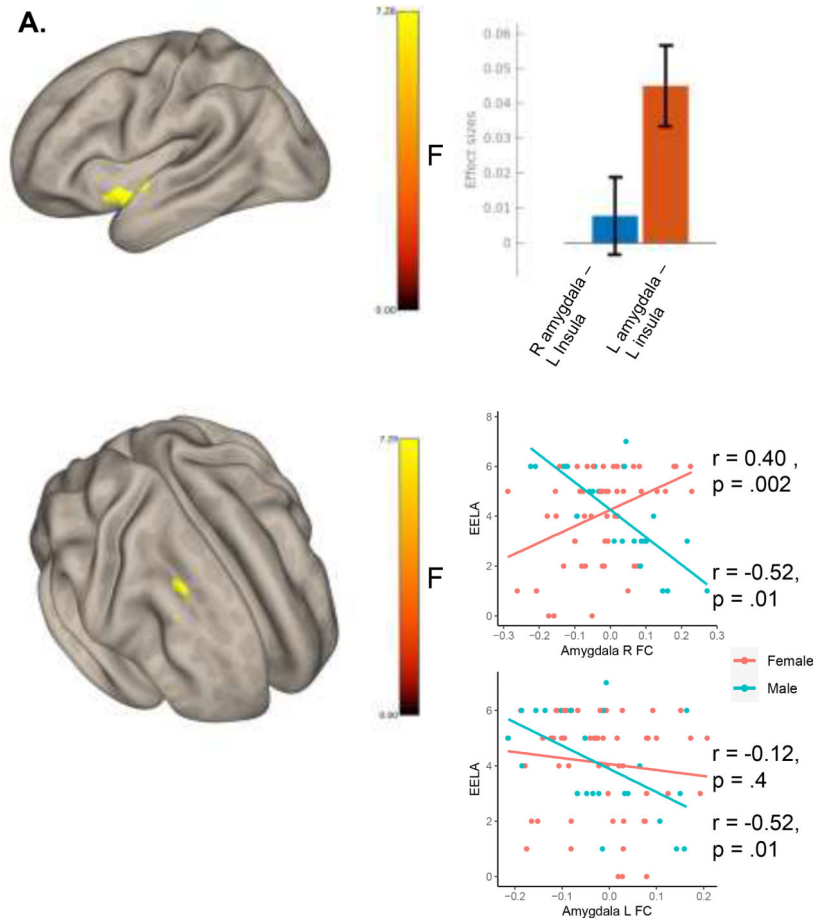 A.
7.28
F
0.00
0.06
0.05
0.04
0.03
0.02
0.01
0
Effect sizes
R amygdala –
L Insula
L amygdala –
L insula
7.28
F
0.00
8
6
4
2
0
EELA
-0.3 -0.2 -0.1 0.0 0.1 0.2 0.3
Amygdala R FC
r = 0.40 ,
p = .002
r = -0.52,
p = .01
Female
Male
6
4
2
0
EELA
-0.2 -0.1 0.0 0.1 0.2
Amygdala L FC
r = -0.12,
p = .4
r = -0.52,
p = .01